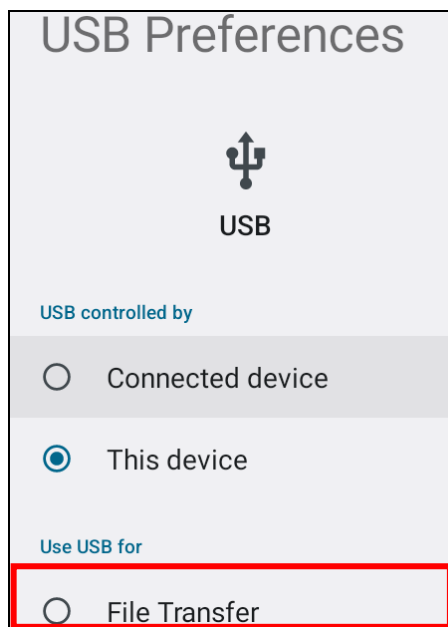 USB Preferences
USB
USB controlled by
Connected device
This device
Use USB for
File Transfer